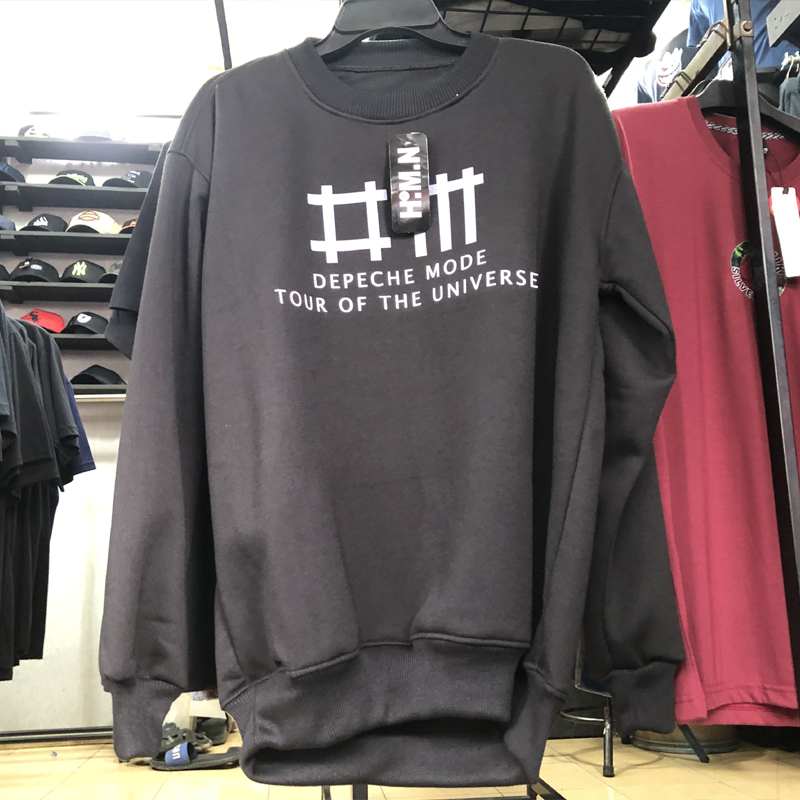 H:M.N
DEPECHE MODE
TOUR OF THE UNIVERSE